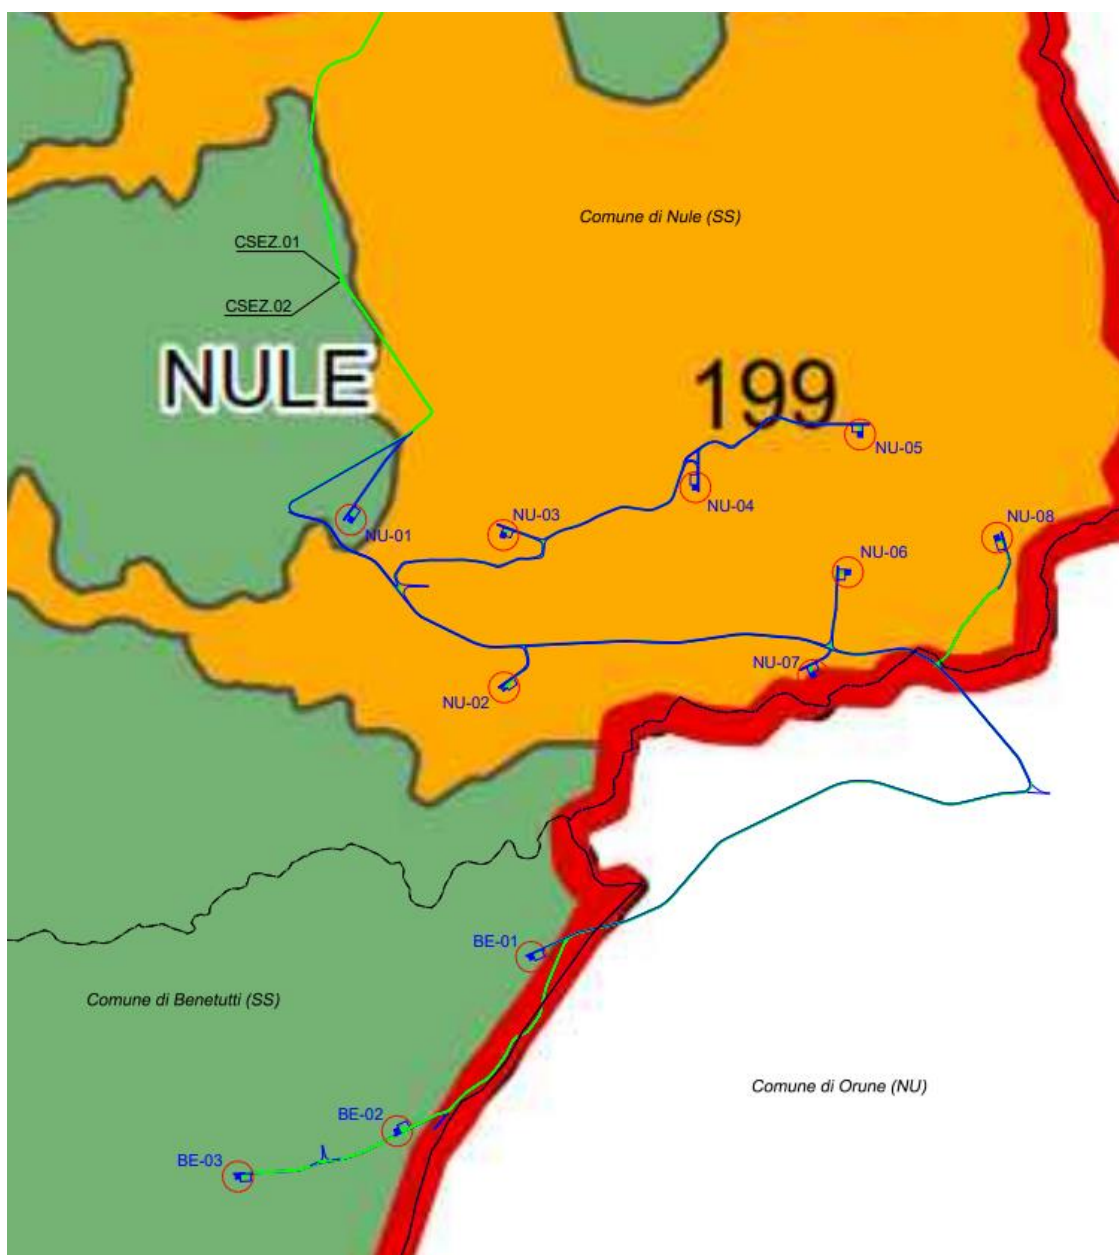 Comune di Nule (SS)
CSEZ.01
CSEZ.02
NULE
199
NU-05
NU-04
NU-03
NU-01
NU-08
NU-06
NU-07
NU-02
BE-01
Comune di Benetutti (SS)
Comune di Orune (NU)
BE-02
BE-03